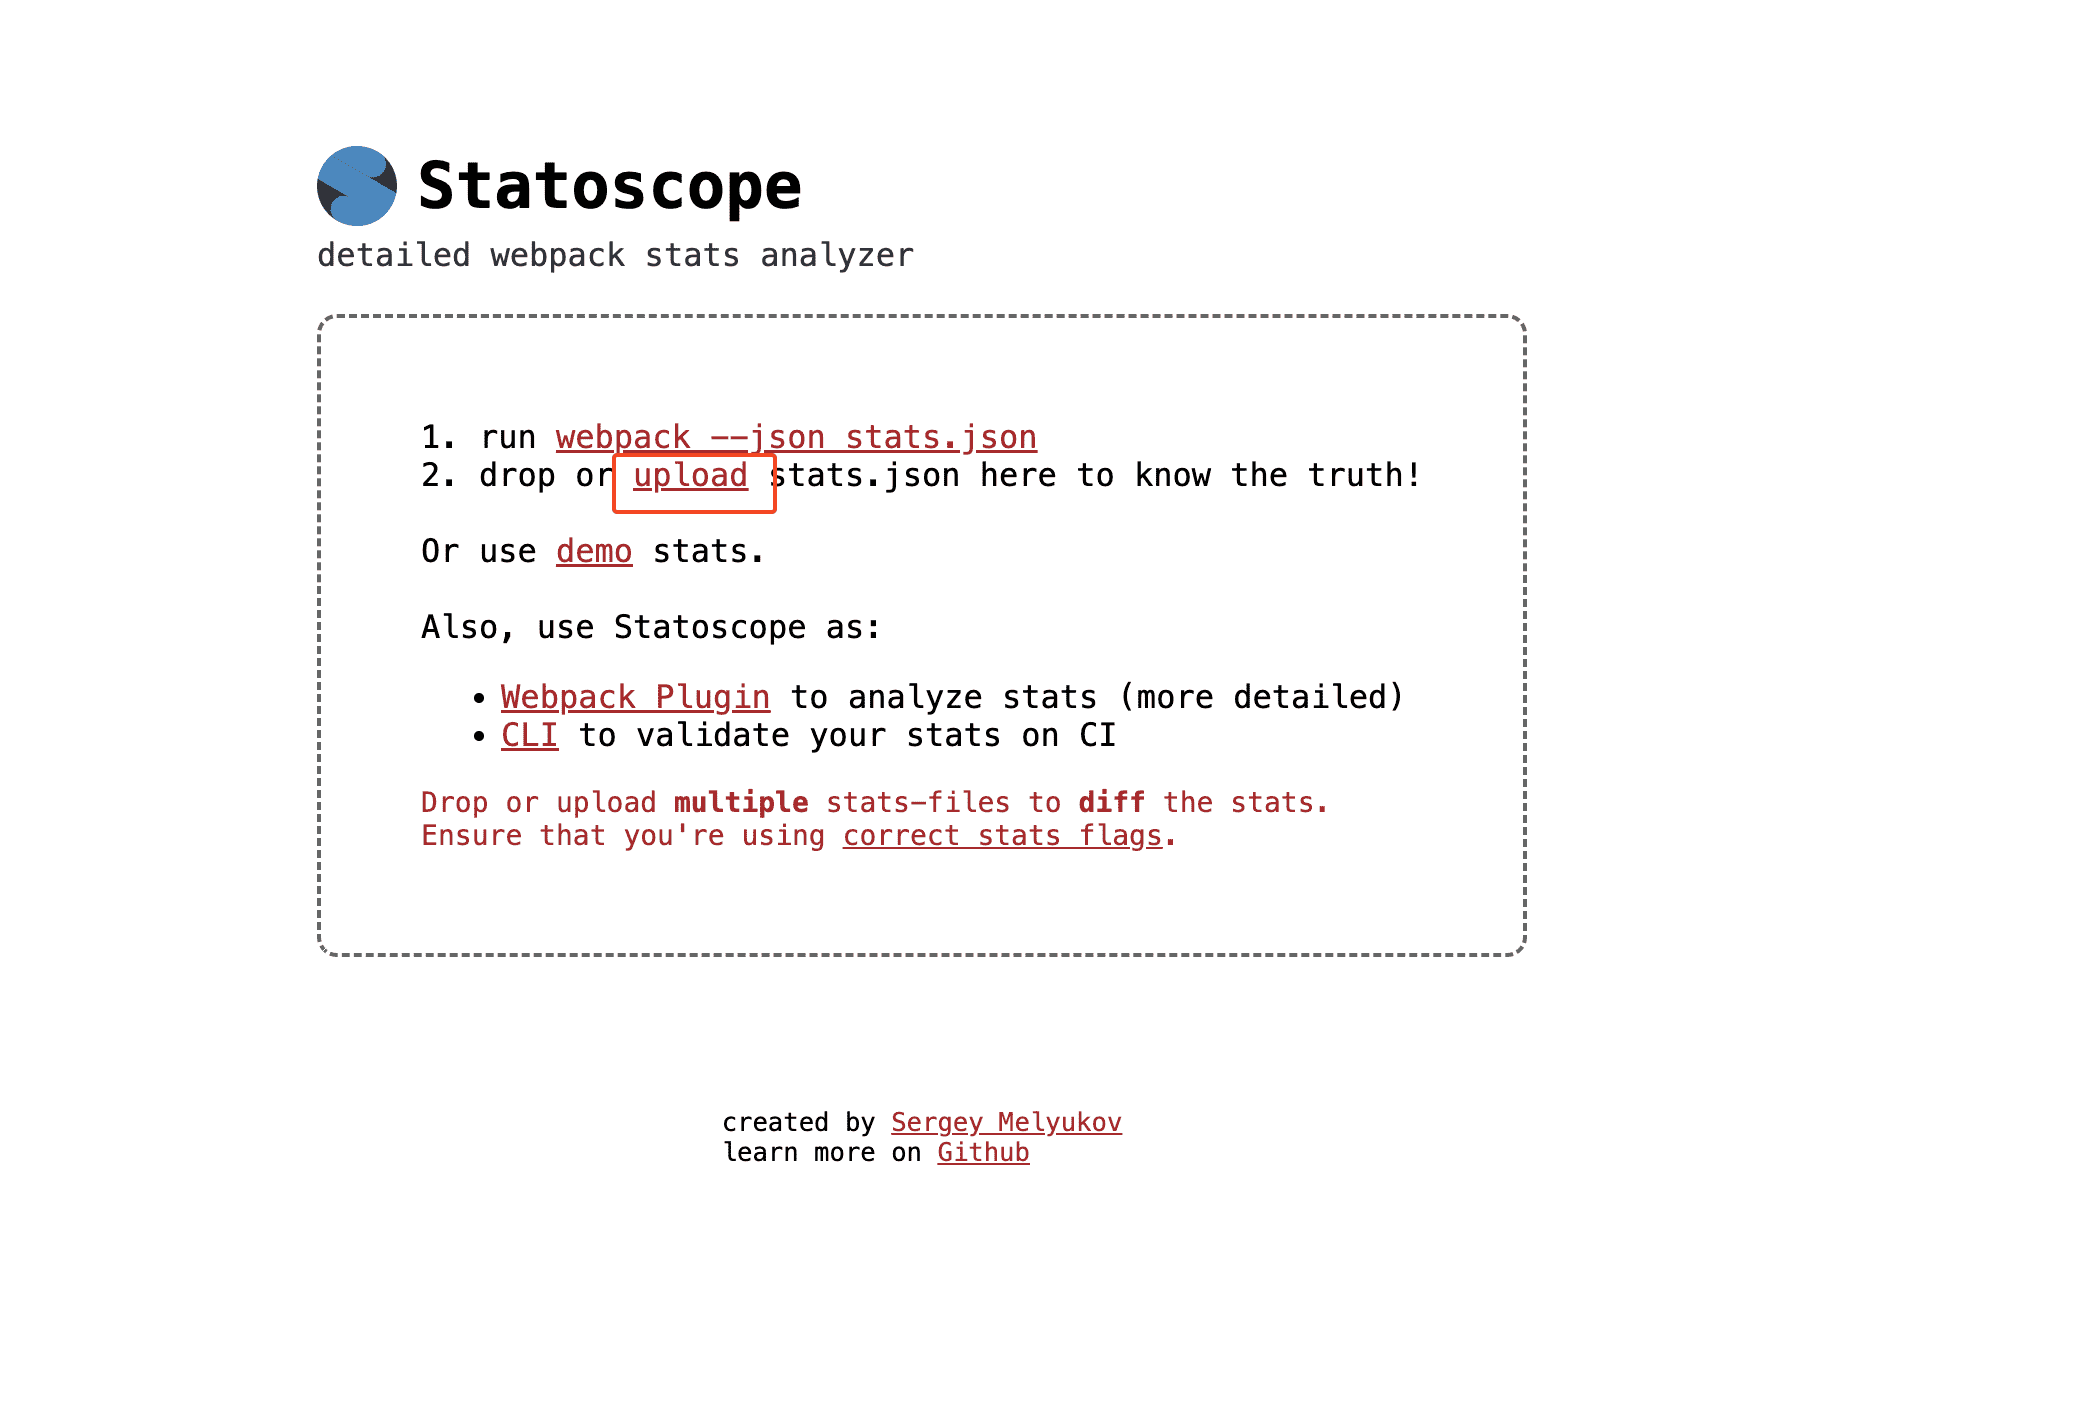 Statoscope
detailed webpack stats analyzer
1. run webpack --json stats.json
2. drop or upload stats.json here to know the truth!
Or use demo stats.
Also, use Statoscope as:
• Webpack Plugin to analyze stats (more detailed)
• CLI to validate your stats on CI
Drop or upload multiple stats-files to diff the stats.
Ensure that you're using correct stats flags.
created by Sergey Melyukov
learn more on Github